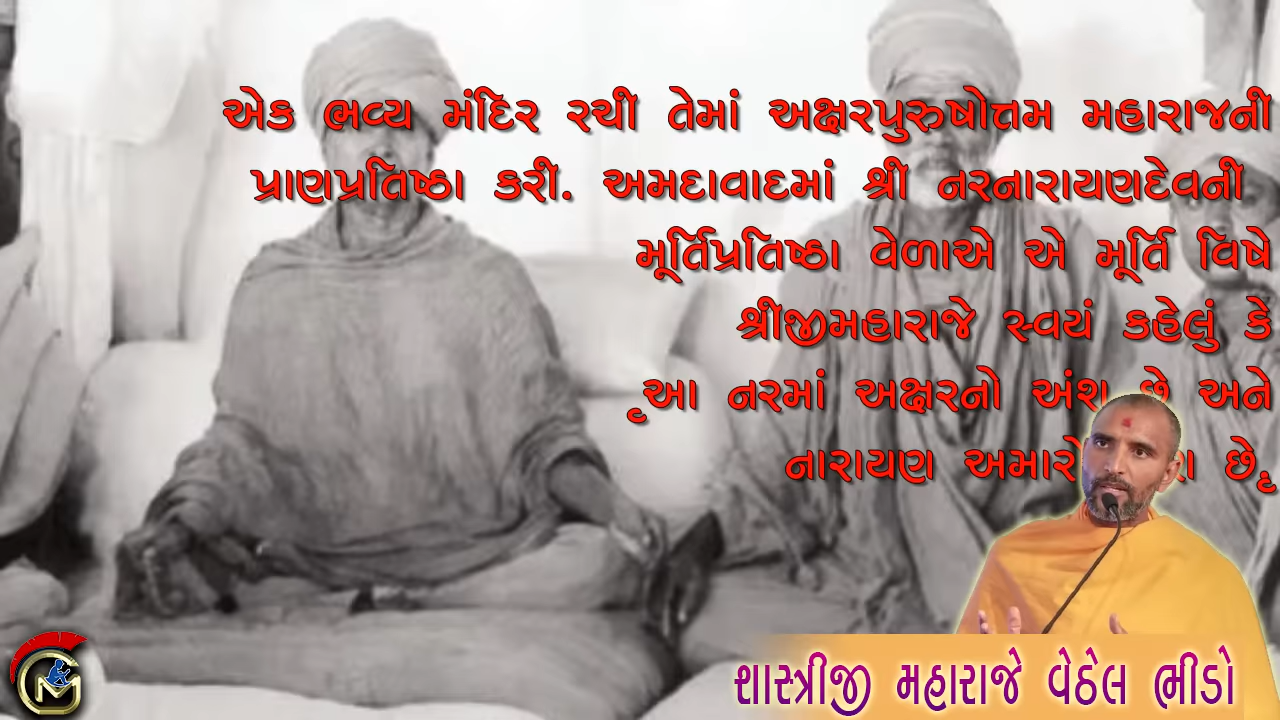 એક ભવ્ય મંદિર રચી તેમાં અક્ષરપુરુષોત્તમ મહારાજની
પ્રાણપ્રતિષ્ઠા કરી. અમદાવાદમાં શ્રી નરનારાયણદેવની
મૂર્તિપ્રતિષ્ઠા વેળાએ એ મૂર્તિ વિષે
શ્રીજીમહારાજે સ્વયં કહેલું કે
ૃઆ નરમાં અક્ષરનો અંશ છે અને
નારાયણ છેૃ
શાસ્ત્રીજી મહારાજે વેઠેલ ભીડો